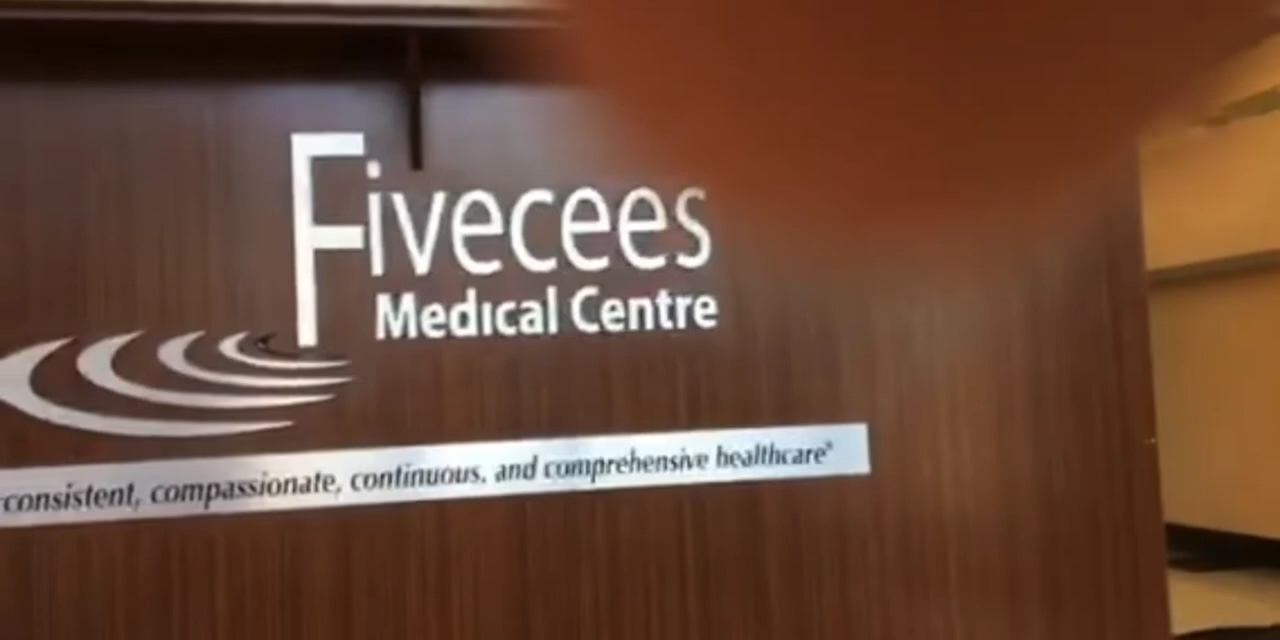 Fivecees
Medical Centre
consistent, compassionate, continuous, and comprehensive healthcare"